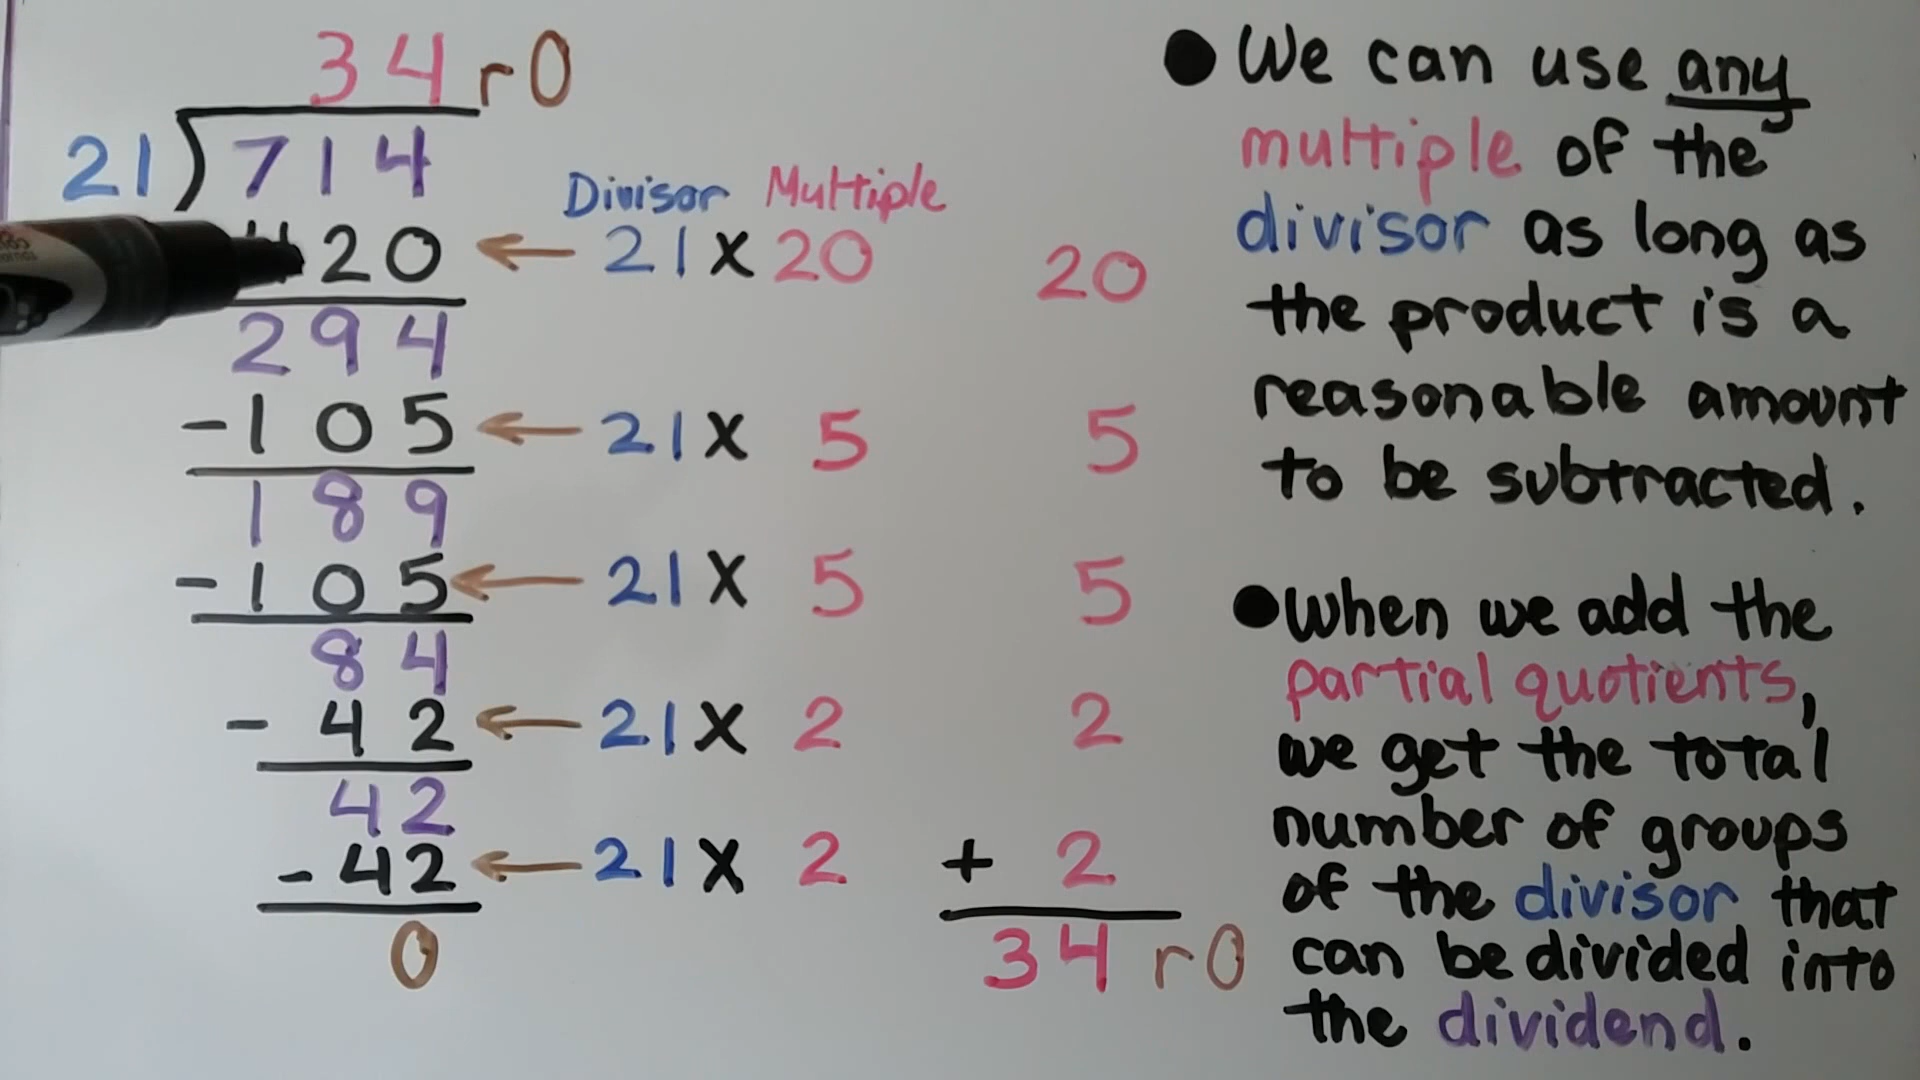 34 r0
21 714
420 ← 21 x 20 20
Divisor Multiple
294
-105 ← 21 x 5 5
189
-105 ← 21 x 5 5
84
- 42 ← 21 x 2 2
42
-42 ← 21 x 2 + 2
0 34 r0
● We can use any
multiple of the
divisor as long as
the product is a
reasonable amount
to be subtracted.
● When we add the
partial quotients,
we get the total
number of groups
of the divisor that
can be divided into
the dividend.